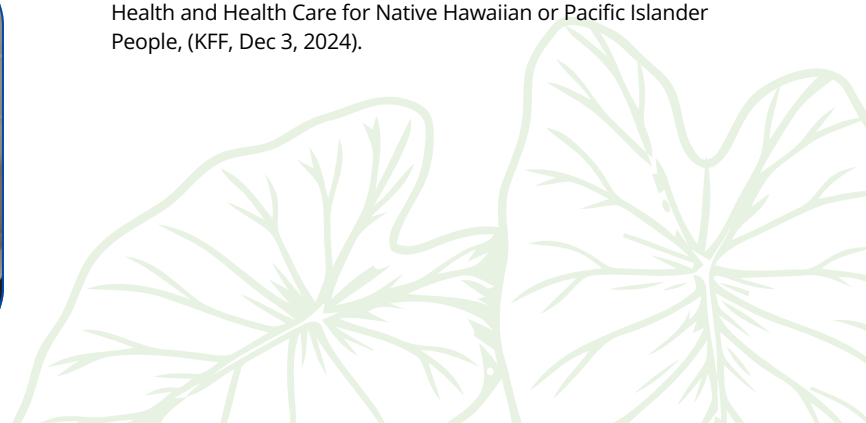 Health and Health Care for Native Hawaiian or Pacific Islander
People, (KFF, Dec 3, 2024).